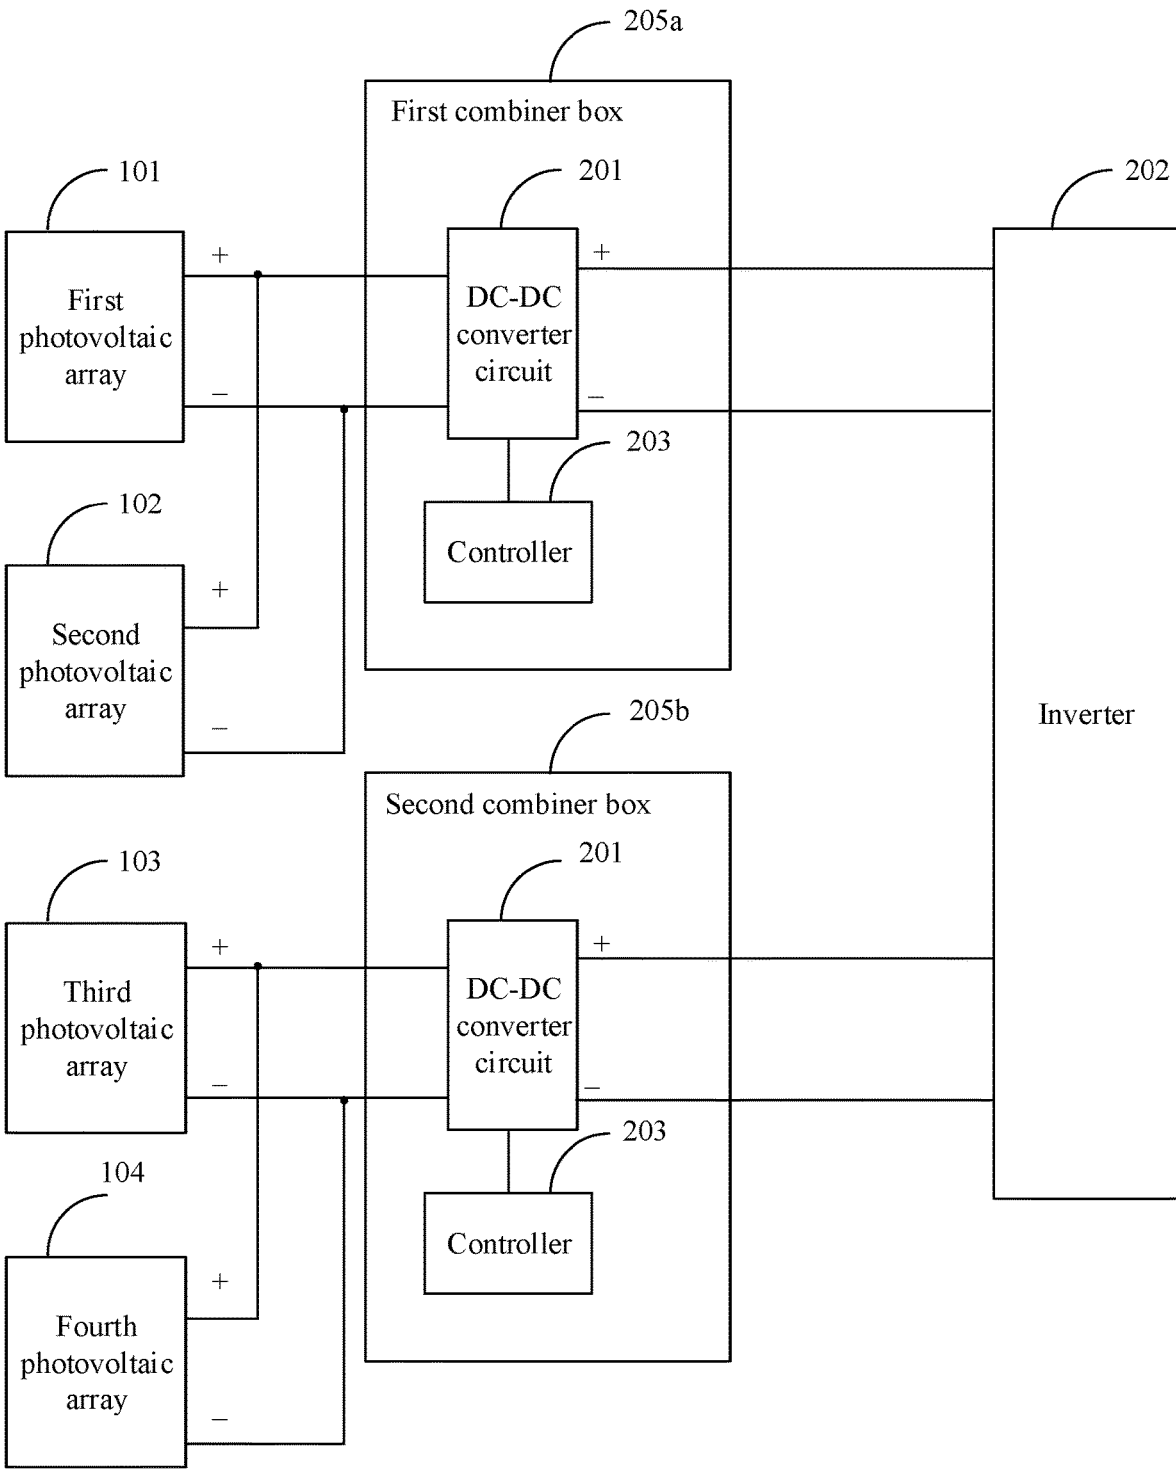 205a
First combiner box
101
201
202
+
+
First
photovoltaic
array
DC-DC
converter
circuit
−
−
203
102
Controller
+
Second
photovoltaic
array
−
205b
Inverter
Second combiner box
103
201
+
+
Third
photovoltaic
array
DC-DC
converter
circuit
−
−
203
104
Controller
+
Fourth
photovoltaic
array
−